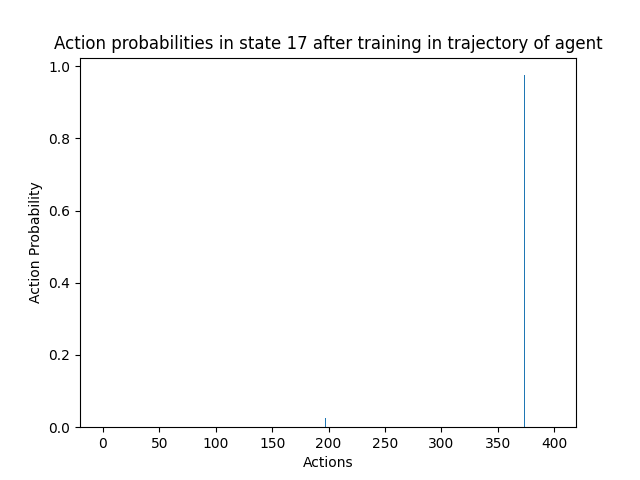 Action probabilities in state 17 after training in trajectory of agent
1.0
0.8
0.6
0.4
0.2
0.0
Action Probability
0 50 100 150 200 250 300 350 400
Actions